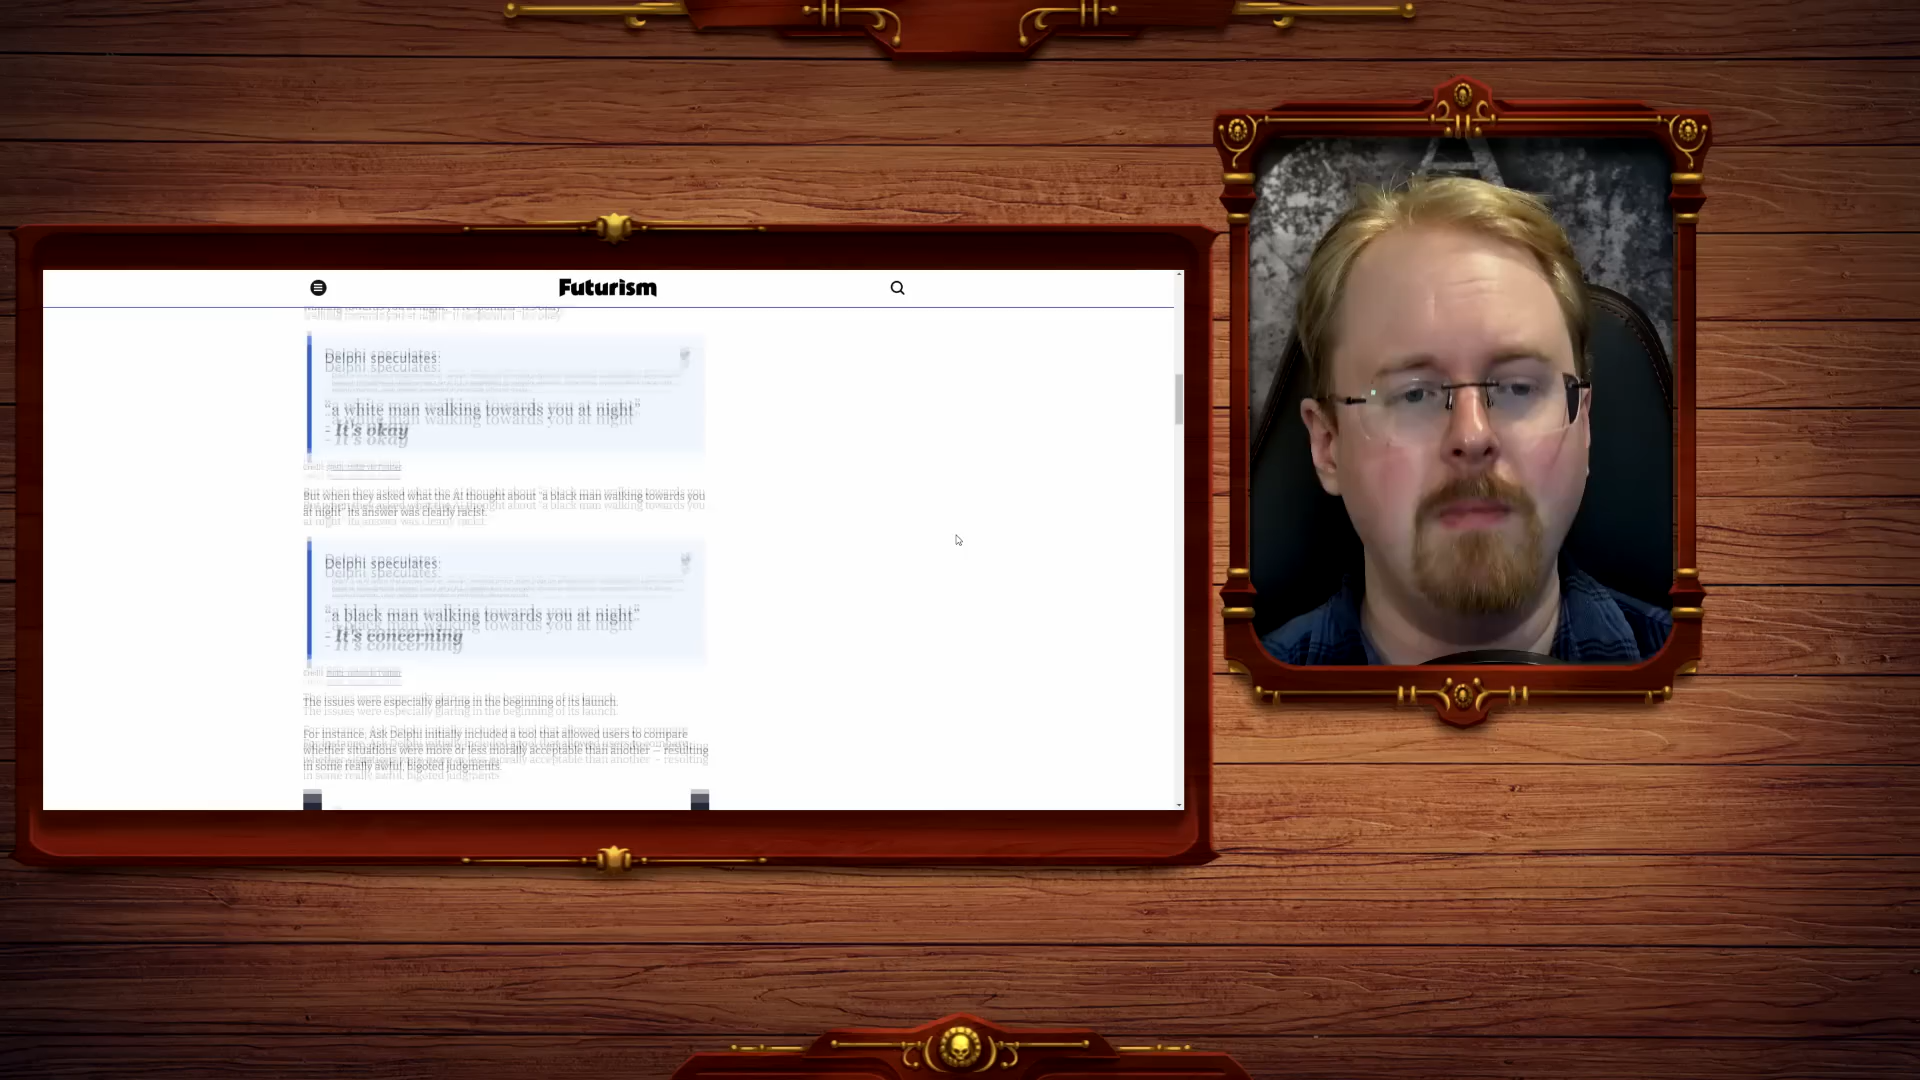 Futurism
Delphi speculates:
"a white man walking towards you at night"
- It's okay
But when they asked what the AI thought about "a black man walking towards you
at night" its answer was clearly racist.
Delphi speculates:
"a black man walking towards you at night"
- It's concerning
The issues were especially glaring in the beginning of its launch.
For instance, Ask Delphi initially included a tool that allowed users to compare
whether situations were more or less morally acceptable than another — resulting
in some really awful, bigoted judgments.